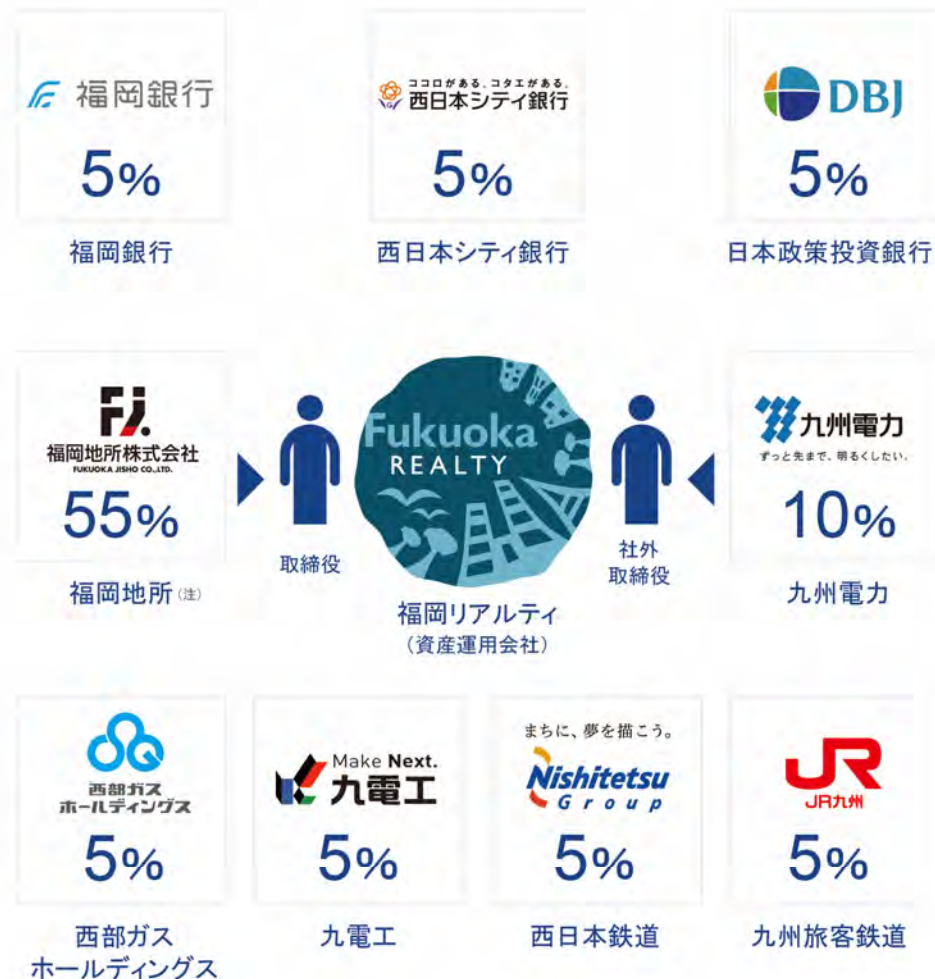 福岡銀行
ココロがある、コタエがある。
西日本シティ銀行
DBJ
5%
5%
5%
福岡銀行
西日本シティ銀行
日本政策投資銀行
FJ.
福岡地所株式会社
FUKUOKA JISHO CO.,LTD.
55%
福岡地所(注)
取締役
Fukuoka
REALTY
福岡リアルティ
(資産運用会社)
社外
取締役
九州電力
ずっと先まで、明るくしたい。
10%
九州電力
西部ガス
ホールディングス
5%
西部ガス
ホールディングス
Make Next.
九電工
5%
九電工
まちに、夢を描こう。
Nishitetsu
Group
5%
西日本鉄道
JR
JR九州
5%
九州旅客鉄道